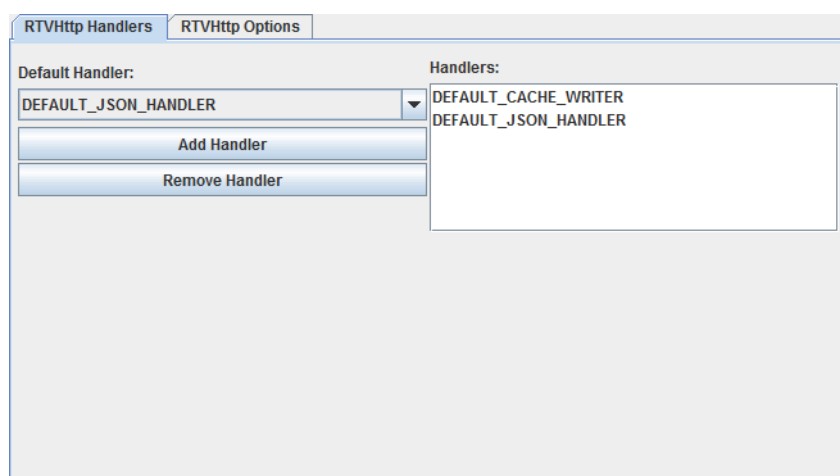 RTVHttp Handlers
RTVHttp Options
Default Handler:
DEFAULT_JSON_HANDLER
Add Handler
Remove Handler
Handlers:
DEFAULT_CACHE_WRITER
DEFAULT_JSON_HANDLER